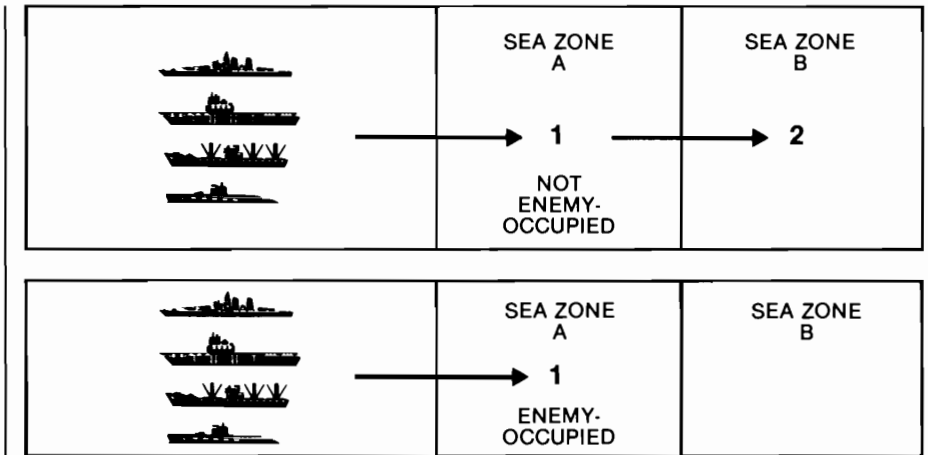 SEA ZONE
A
SEA ZONE
B
1
2
NOT
ENEMY-
OCCUPIED
SEA ZONE
A
SEA ZONE
B
1
ENEMY-
OCCUPIED